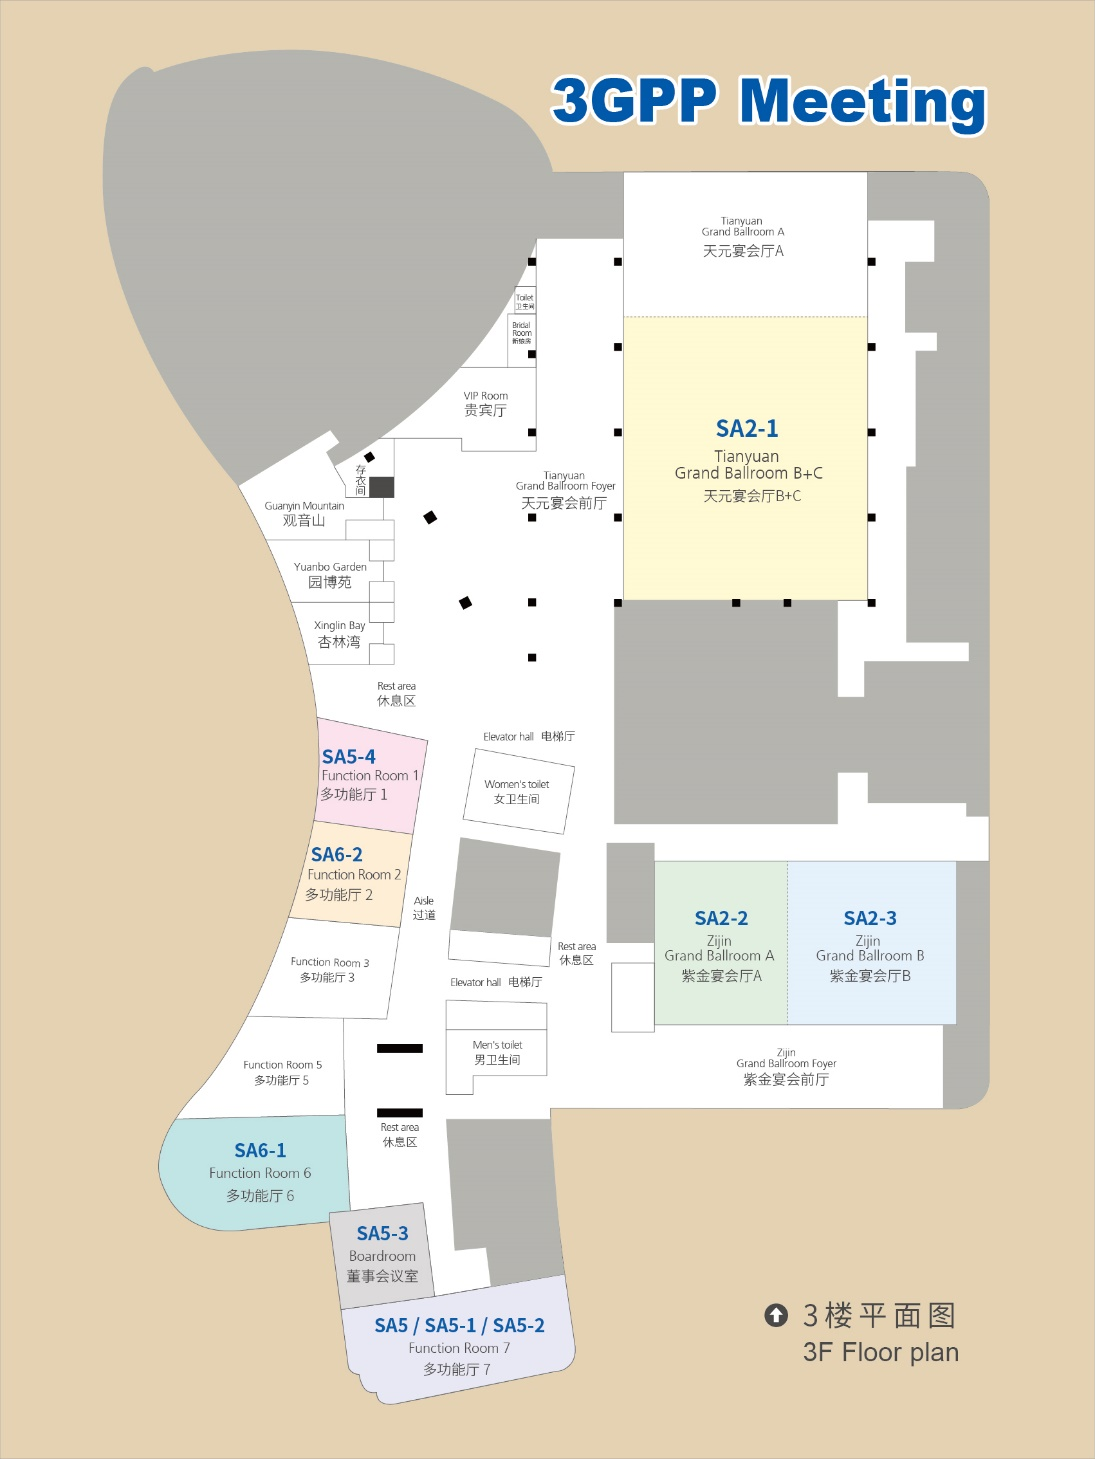 3GPP Meeting
Tianyuan
Grand Ballroom A
天元宴会厅A
Toilet
卫生间
Bridal
Room
新娘房
VIP Room
贵宾厅
SA2-1
Tianyuan
Grand Ballroom B+C
天元宴会厅B+C
存衣间
Tianyuan
Grand Ballroom Foyer
天元宴会前厅
Guanyin Mountain
观音山
Yuanbo Garden
园博苑
Xinglin Bay
杏林湾
Rest area
休息区
Elevator hall 电梯厅
SA5-4
Function Room 1
多功能厅 1
Women's toilet
女卫生间
SA6-2
Function Room 2
多功能厅 2
Aisle
过道
SA2-2
Zijin
Grand Ballroom A
紫金宴会厅A
SA2-3
Zijin
Grand Ballroom B
紫金宴会厅B
Rest area
休息区
Function Room 3
多功能厅 3
Elevator hall 电梯厅
Men's toilet
男卫生间
Zijin
Grand Ballroom Foyer
紫金宴会前厅
Function Room 5
多功能厅 5
Rest area
休息区
SA6-1
Function Room 6
多功能厅 6
SA5-3
Boardroom
董事会议室
SA5 / SA5-1 / SA5-2
Function Room 7
多功能厅 7
3楼平面图
3F Floor plan